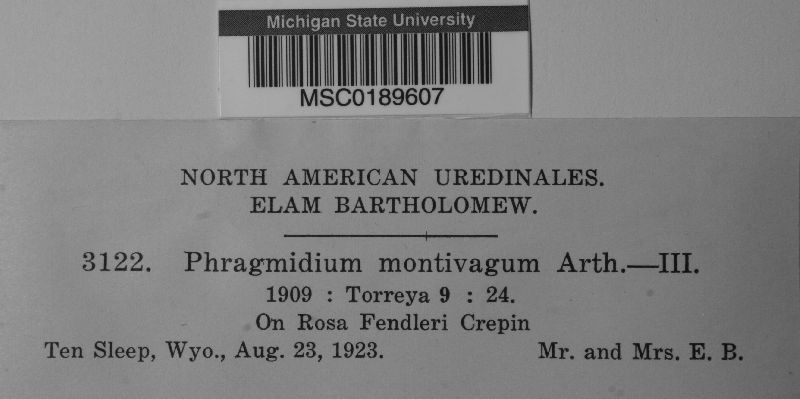 Michigan State University
MSC0189607
NORTH AMERICAN UREDINALES.
ELAM BARTHOLOMEW.
3122. Phragmidium montivagum Arth.—III.
1909 : Torreya 9 : 24.
On Rosa Fendleri Crepin
Ten Sleep, Wyo., Aug. 23, 1923. Mr. and Mrs. E. B.